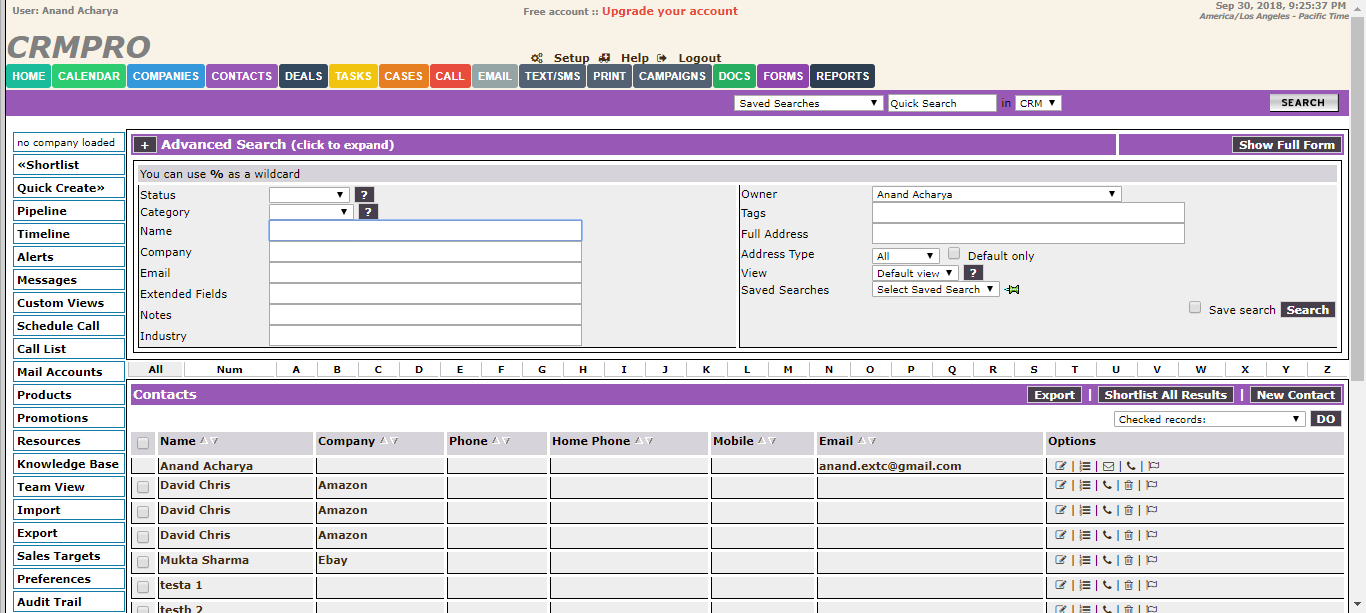 User: Anand Acharya
Free account :: Upgrade your account
Sep 30, 2018, 9:25:37 PM
America/Los Angeles - Pacific Time
CRMPRO
Setup Help Logout
HOME CALENDAR COMPANIES CONTACTS DEALS TASKS CASES CALL EMAIL TEXT/SMS PRINT CAMPAIGNS DOCS FORMS REPORTS
Saved Searches Quick Search in CRM SEARCH
no company loaded
«Shortlist
Quick Create»
Pipeline
Timeline
Alerts
Messages
Custom Views
Schedule Call
Call List
Mail Accounts
Products
Promotions
Resources
Knowledge Base
Team View
Import
Export
Sales Targets
Preferences
Audit Trail
+ Advanced Search (click to expand) Show Full Form
You can use % as a wildcard
Status ?
Category ?
Name
Company
Email
Extended Fields
Notes
Industry
Owner Anand Acharya
Tags
Full Address
Address Type All Default only
View Default view ?
Saved Searches Select Saved Search
Save search Search
All Num A B C D E F G H I J K L M N O P Q R S T U V W X Y Z
Contacts Export | Shortlist All Results | New Contact
Checked records: DO
Name Company Phone Home Phone Mobile Email Options
Anand Acharya anand.extc@gmail.com | | | |
David Chris Amazon | | | |
David Chris Amazon | | | |
David Chris Amazon | | | |
Mukta Sharma Ebay | | | |
testa 1 | | | |
testb 2 | | | |